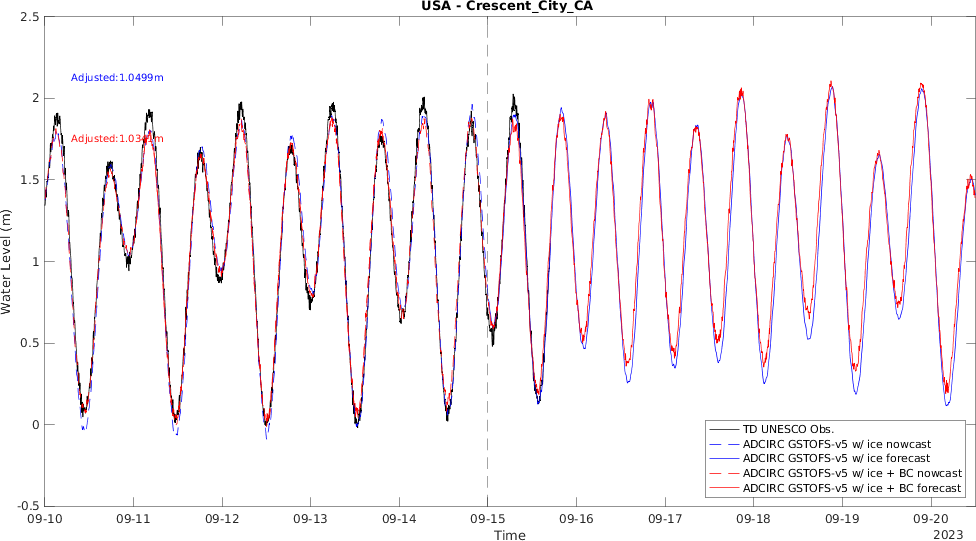 USA - Crescent_City_CA
2.5
2
1.5
1
0.5
0
-0.5
Water Level (m)
Adjusted:1.0499m
TD UNESCO Obs.
ADCIRC GSTOFS-v5 w/ ice nowcast
ADCIRC GSTOFS-v5 w/ ice forecast
ADCIRC GSTOFS-v5 w/ ice + BC nowcast
ADCIRC GSTOFS-v5 w/ ice + BC forecast
09-10 09-11 09-12 09-13 09-14 09-15 09-16 09-17 09-18 09-19 09-20
Time
2023